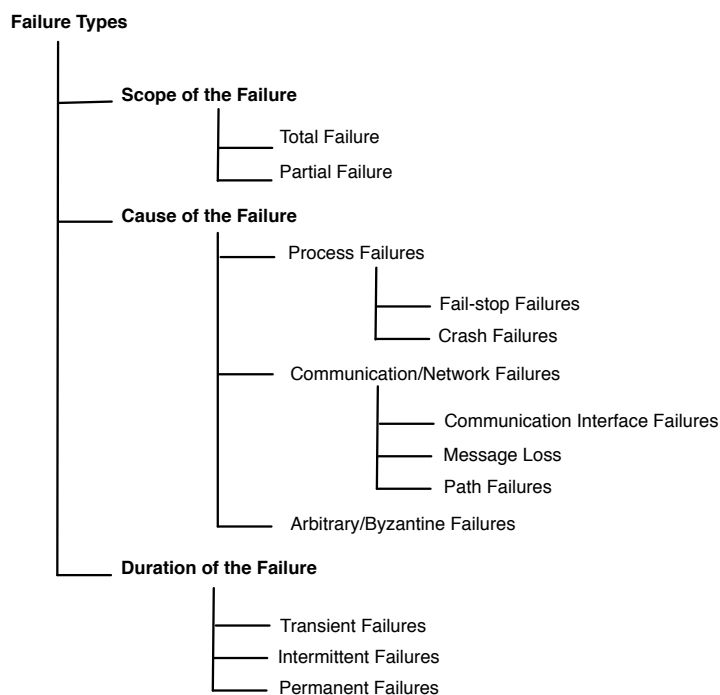 Failure Types
Scope of the Failure
Total Failure
Partial Failure
Cause of the Failure
Process Failures
Fail-stop Failures
Crash Failures
Communication/Network Failures
Communication Interface Failures
Message Loss
Path Failures
Arbitrary/Byzantine Failures
Duration of the Failure
Transient Failures
Intermittent Failures
Permanent Failures